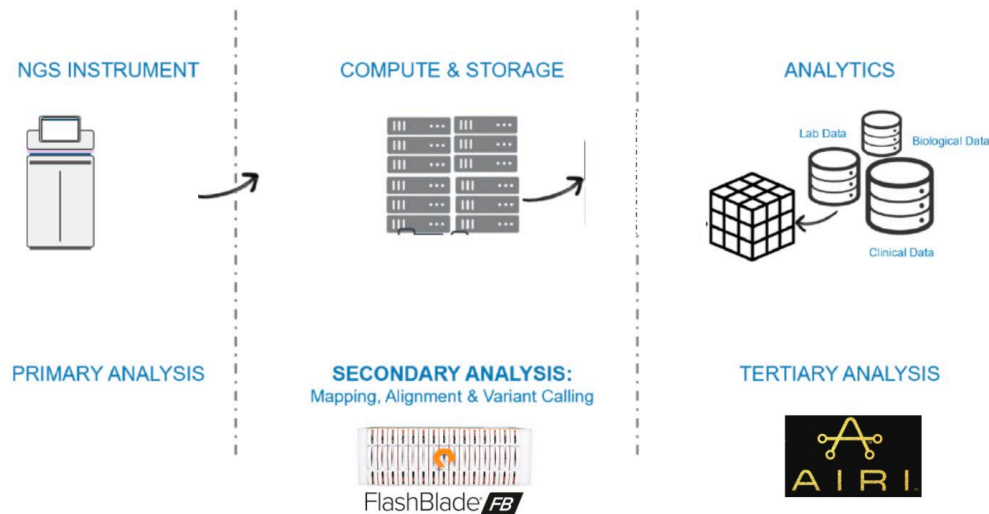 NGS INSTRUMENT
COMPUTE & STORAGE
ANALYTICS
Lab Data
Biological Data
Clinical Data
PRIMARY ANALYSIS
SECONDARY ANALYSIS:
Mapping, Alignment & Variant Calling
TERTIARY ANALYSIS
FlashBlade® FB
AIRI™